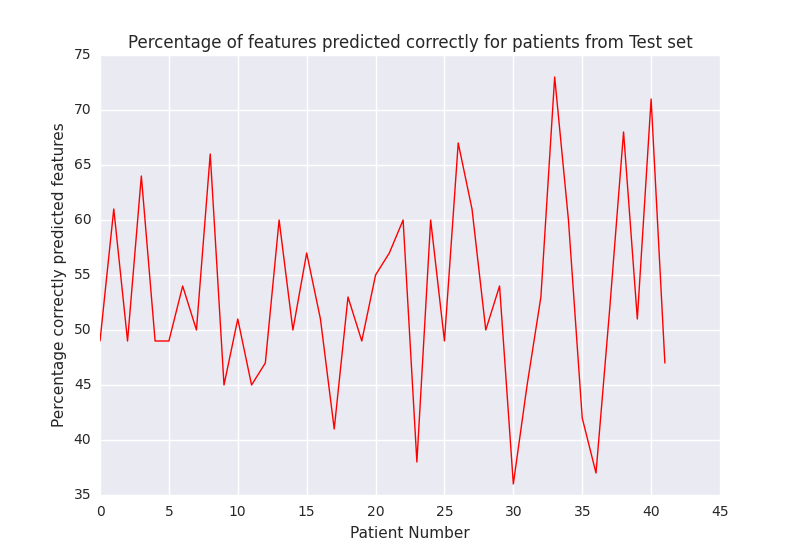 Percentage of features predicted correctly for patients from Test set
75
70
65
60
55
50
45
40
35
Percentage correctly predicted features
0 5 10 15 20 25 30 35 40 45
Patient Number